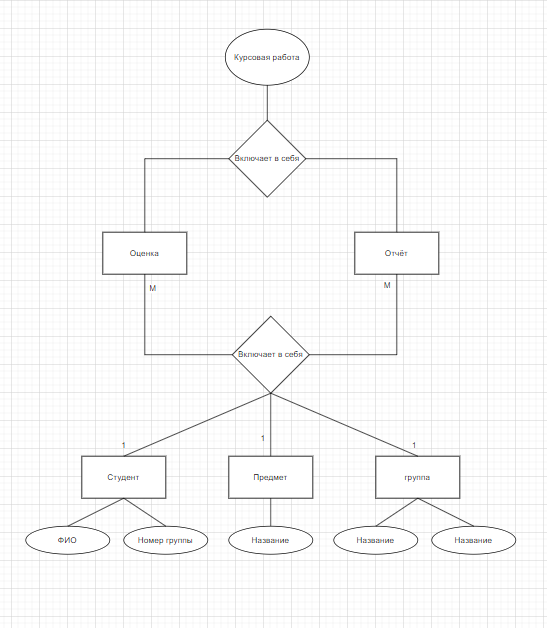 Курсовая работа
Включает в себя
Оценка
Отчёт
М
М
Включает в себя
1
1
1
Студент
Предмет
группа
ФИО
Номер группы
Название
Название
Название